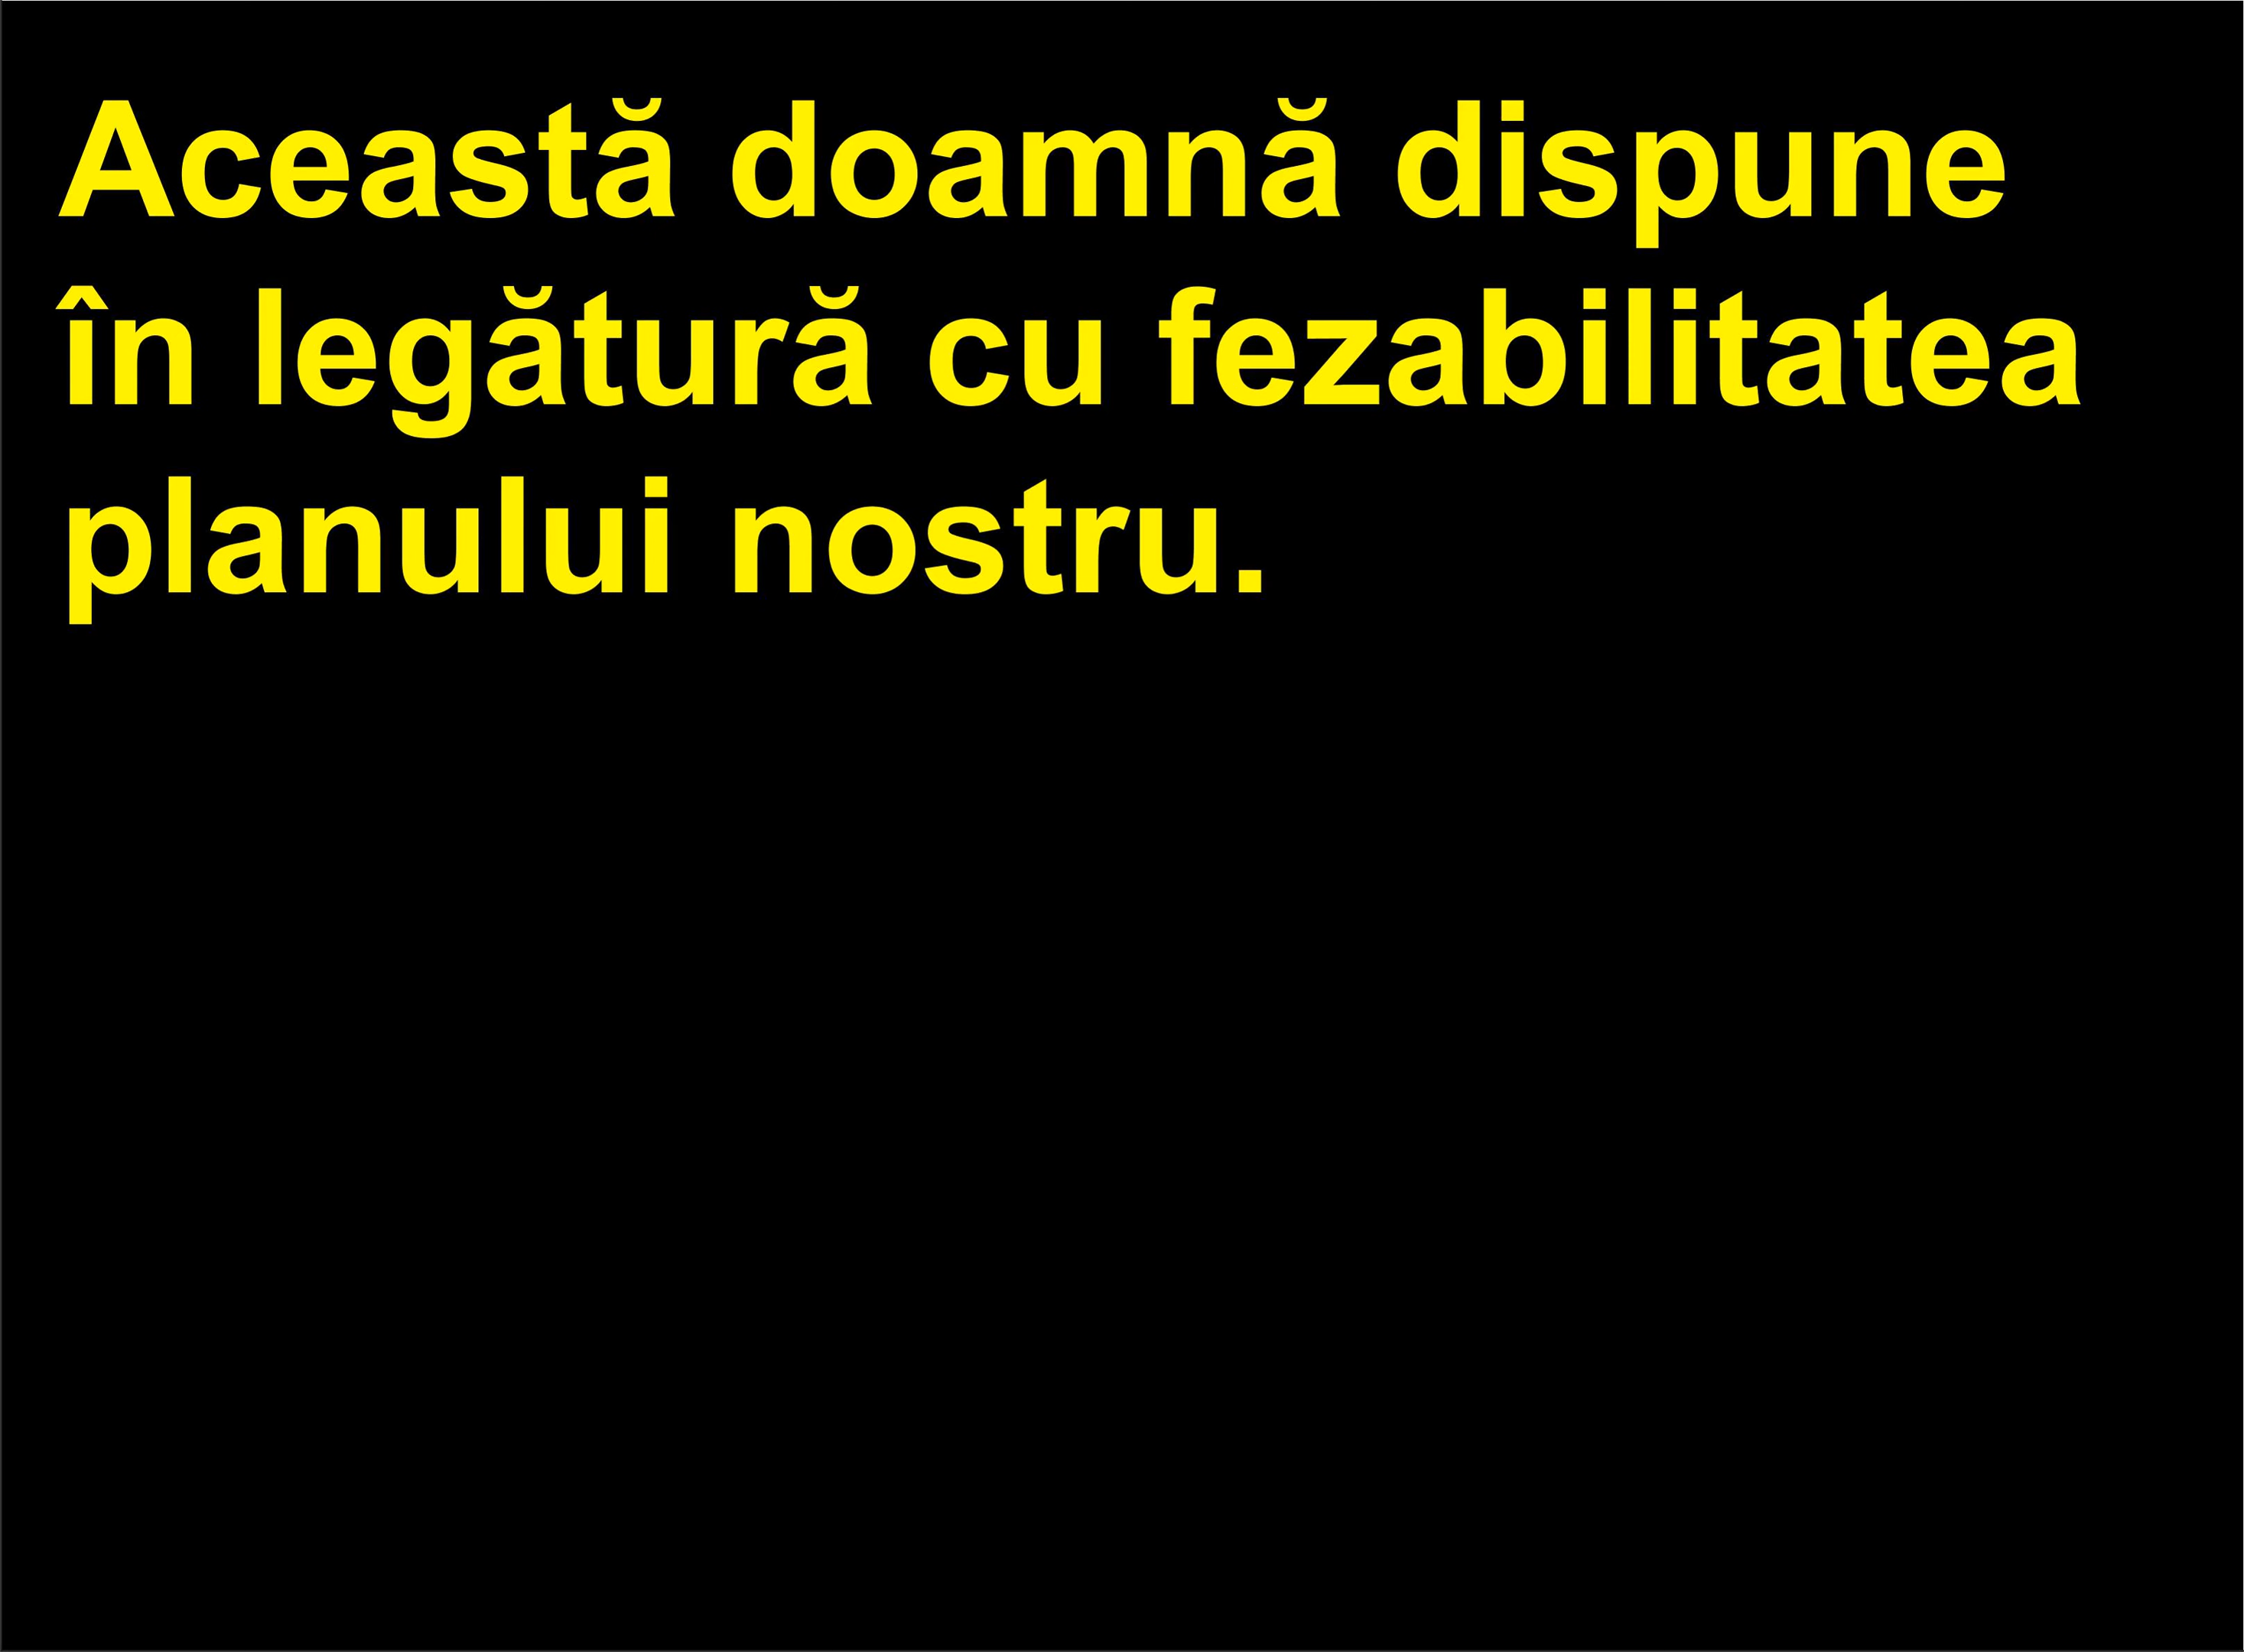 Această doamnă dispune
în legătură cu fezabilitatea
planului nostru.